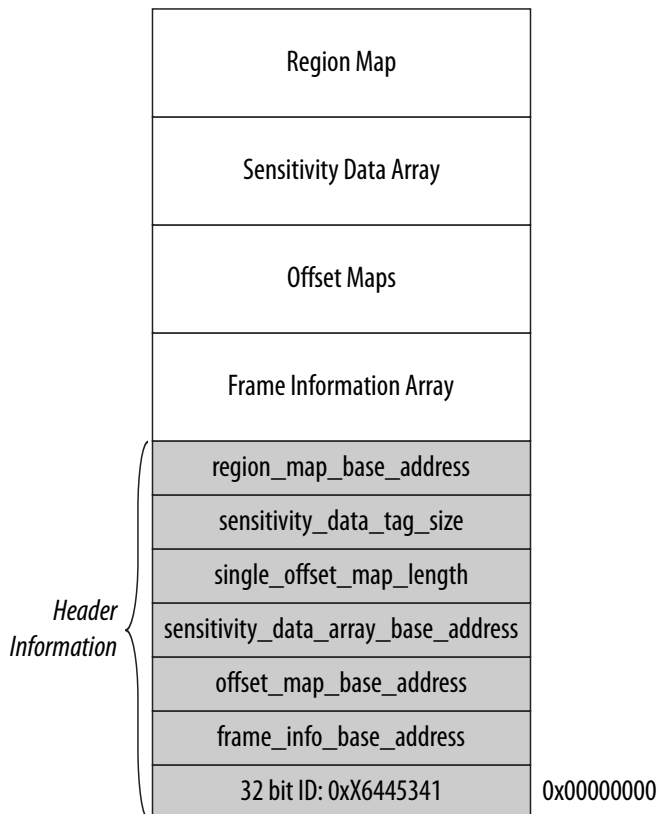 Region Map
Sensitivity Data Array
Offset Maps
Frame Information Array
region_map_base_address
sensitivity_data_tag_size
single_offset_map_length
Header
Information
sensitivity_data_array_base_address
offset_map_base_address
frame_info_base_address
32 bit ID: 0xX6445341
0x00000000